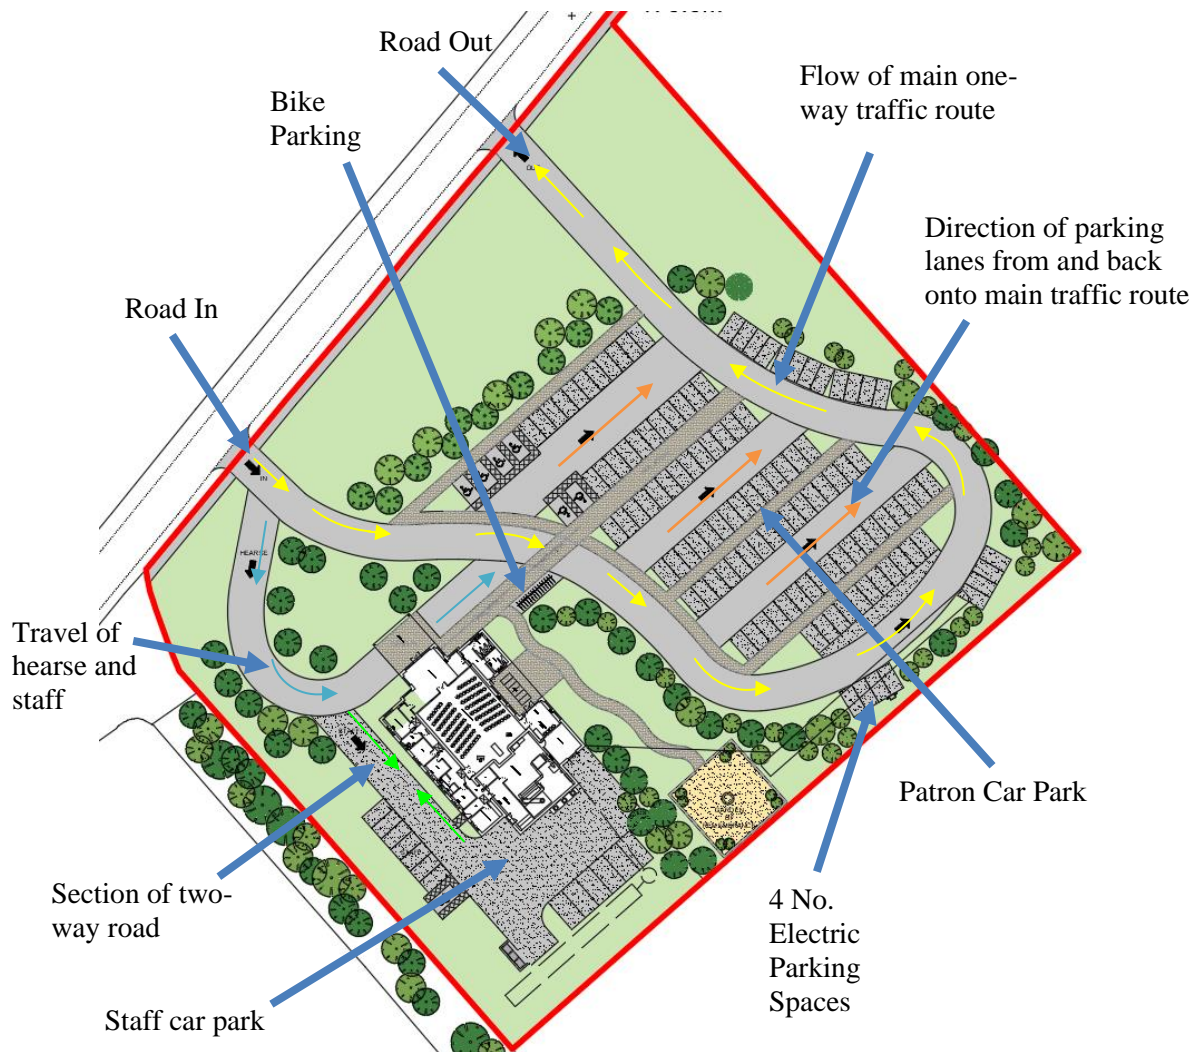 Road Out
Flow of main one-
way traffic route
Bike
Parking
Direction of parking
lanes from and back
onto main traffic route
Road In
IN
HEARSE
Travel of
hearse and
staff
Patron Car Park
Section of two-
way road
4 No.
Electric
Parking
Spaces
Staff car park